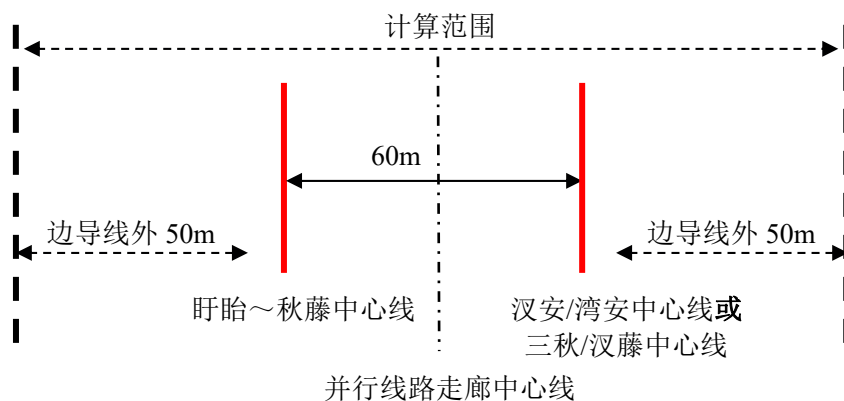 计算范围
60m
边导线外 50m
边导线外 50m
盱眙～秋藤中心线
汊安/湾安中心线或
三秋/汊藤中心线
并行线路走廊中心线